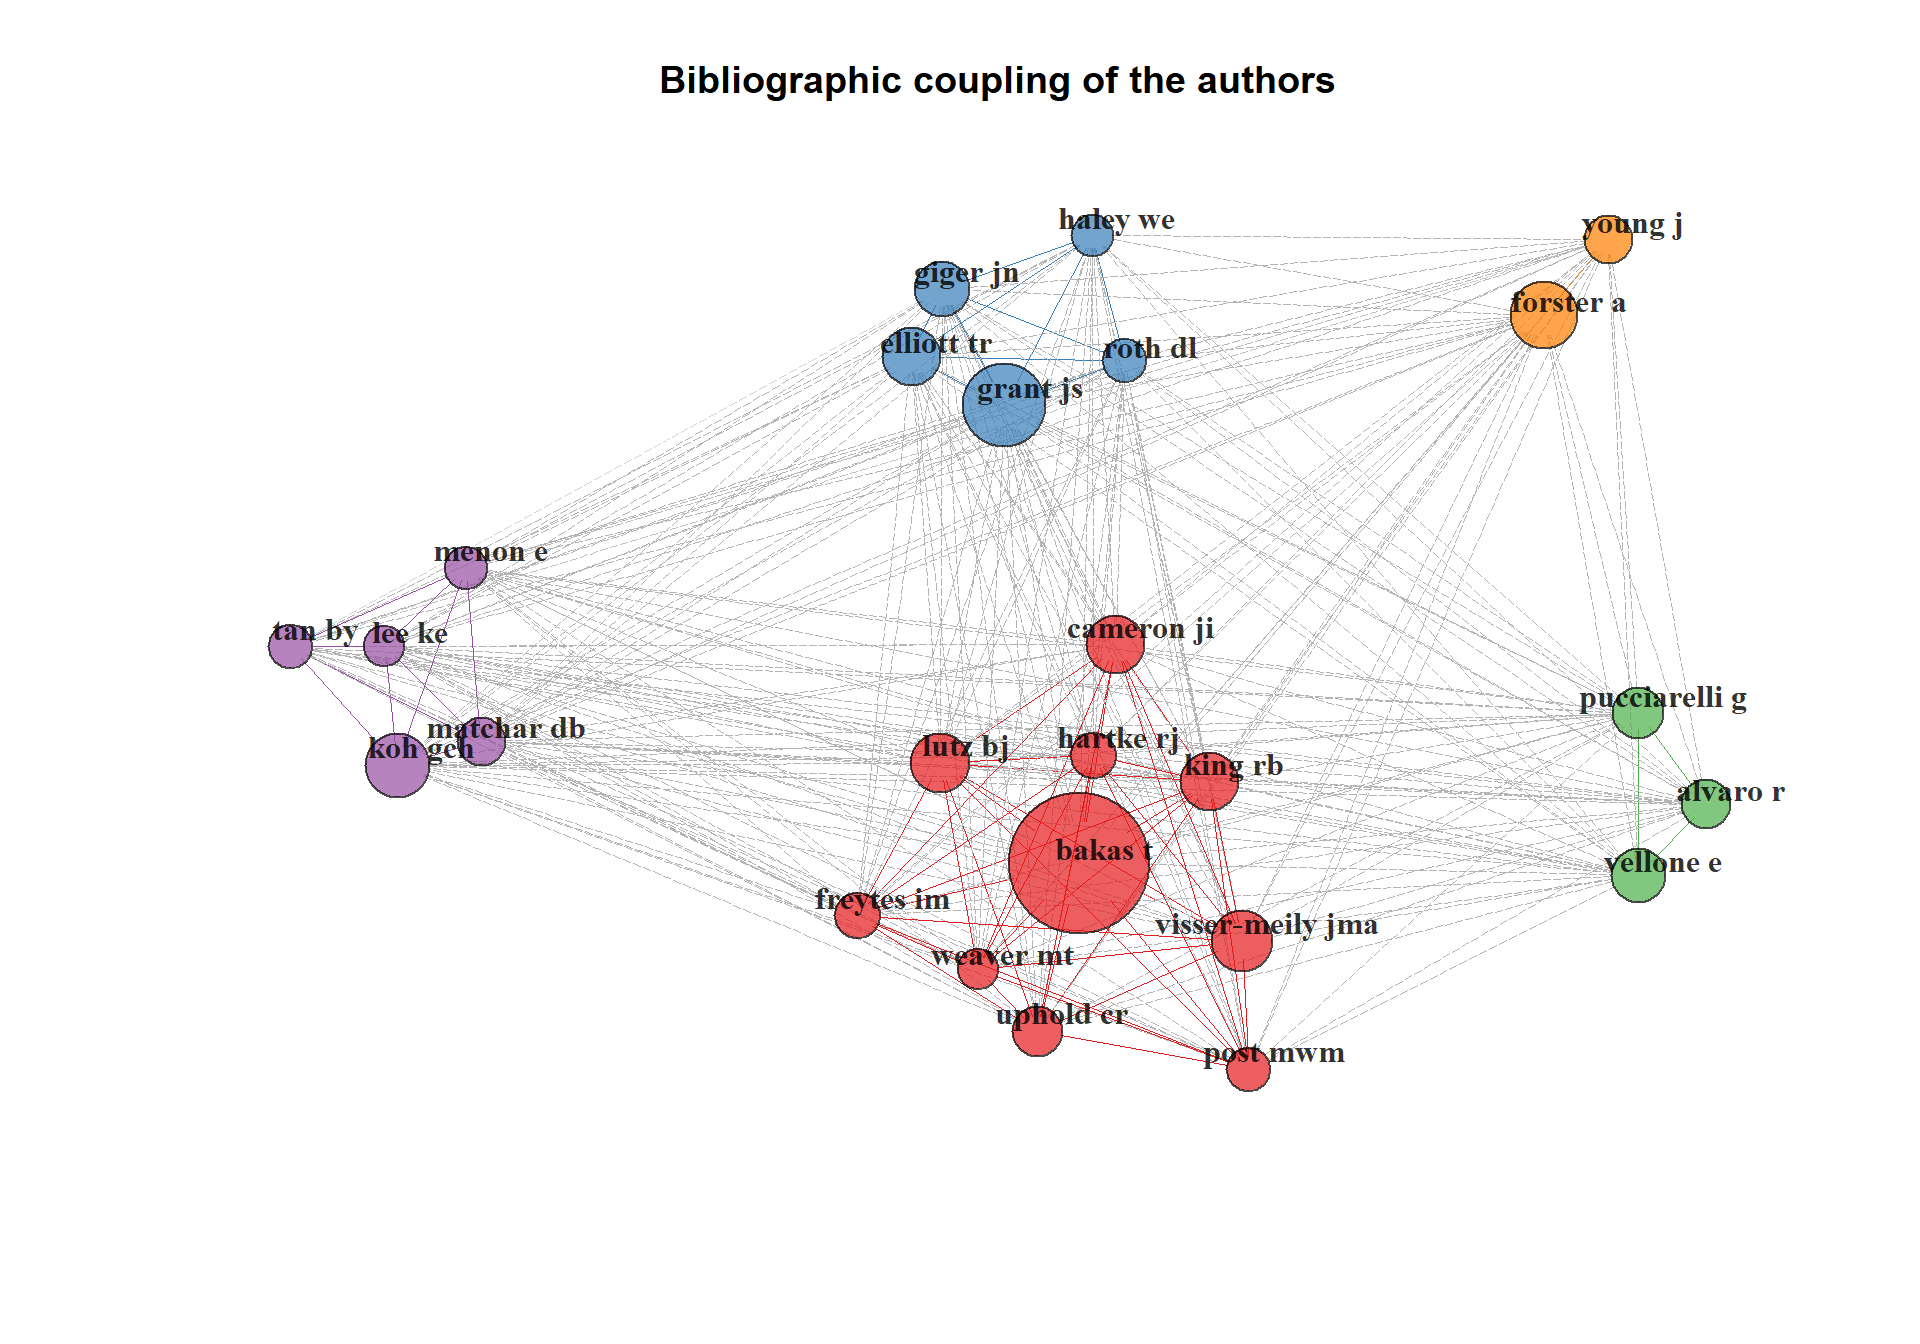 Bibliographic coupling of the authors
haley we
young j
giger jn
forster a
elliott tr
roth dl
grant js
menon e
tan by
lee ke
cameron ji
pucciarelli g
matchar db
koh geh
lutz bj
hartke rj
king rb
alvaro r
bakas t
vellone e
freytes im
visser-meily jma
weaver mt
uphold cr
post mwm